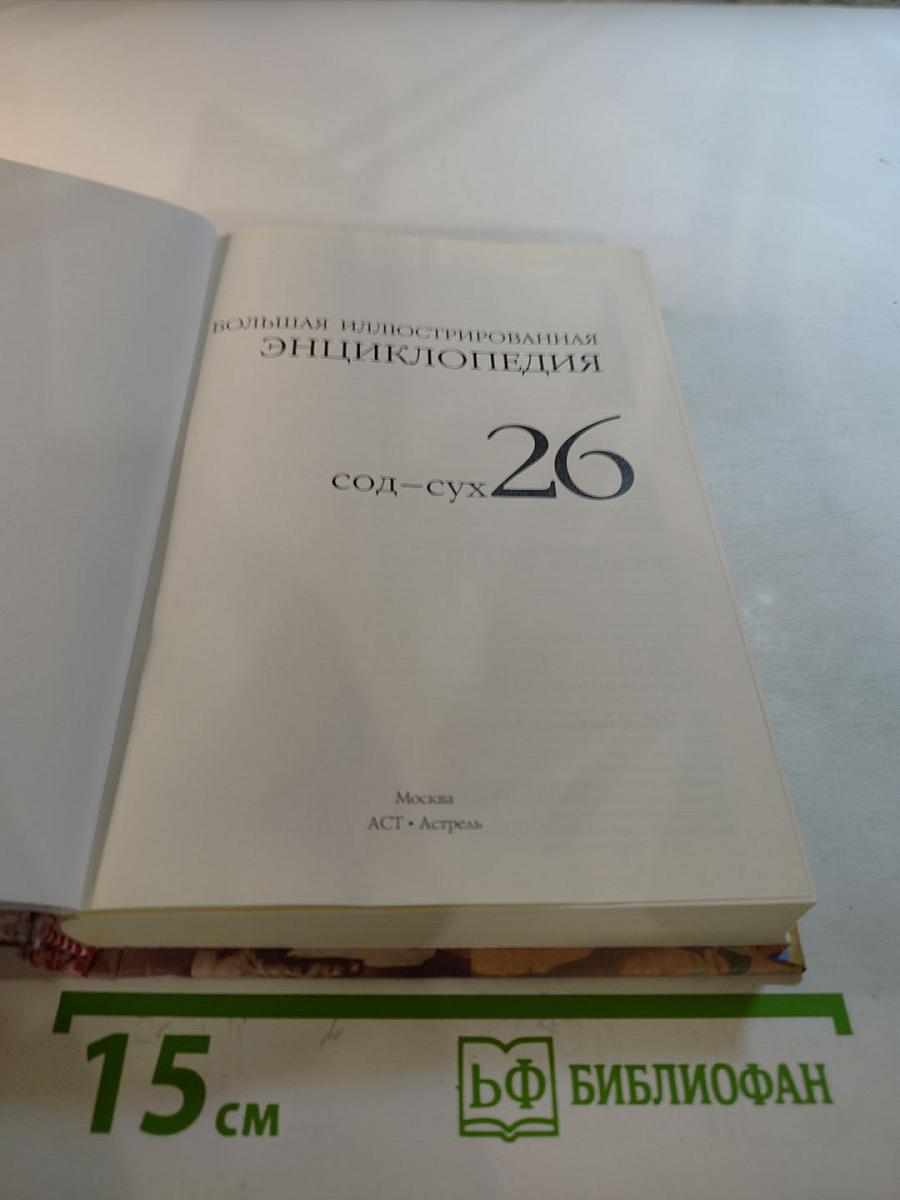 БОЛЬШАЯ ИЛЛЮСТРИРОВАННАЯ
ЭНЦИКЛОПЕДИЯ
сод–сух 26
Москва
АСТ • Астрель
15 см
ЬФ БИБЛИОФАН